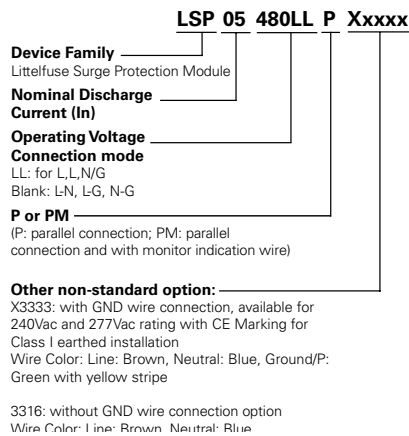 LSP 05 480LL P Xxxxx
Device Family
Littelfuse Surge Protection Module
Nominal Discharge
Current (In)
Operating Voltage
Connection mode
LL: for L,L,N/G
Blank: L-N, L-G, N-G
P or PM
(P: parallel connection; PM: parallel
connection and with monitor indication wire)
Other non-standard option:
X3333: with GND wire connection, available for
240Vac and 277Vac rating with CE Marking for
Class I earthed installation
Wire Color: Line: Brown, Neutral: Blue, Ground/P:
Green with yellow stripe
3316: without GND wire connection option
Wire Color: Line: Brown, Neutral: Blue